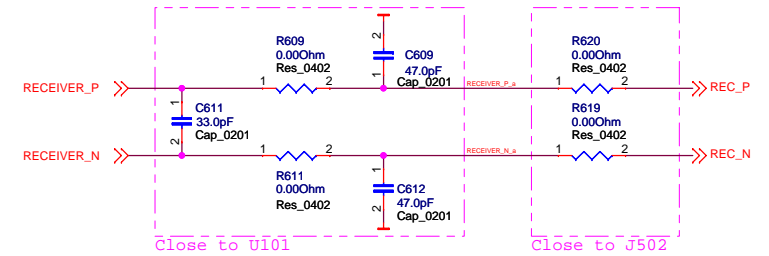 R609
0.00Ohm
Res_0402
1
2
2
1
C609
47.0pF
Cap_0201
R620
0.00Ohm
Res_0402
1
2
RECEIVER_P
RECEIVER_P_a
REC_P
1
2
C611
33.0pF
Cap_0201
R619
0.00Ohm
Res_0402
1
2
RECEIVER_N
1
2
RECEIVER_N_a
REC_N
R611
0.00Ohm
Res_0402
1
2
C612
47.0pF
Cap_0201
Close to U101
Close to J502